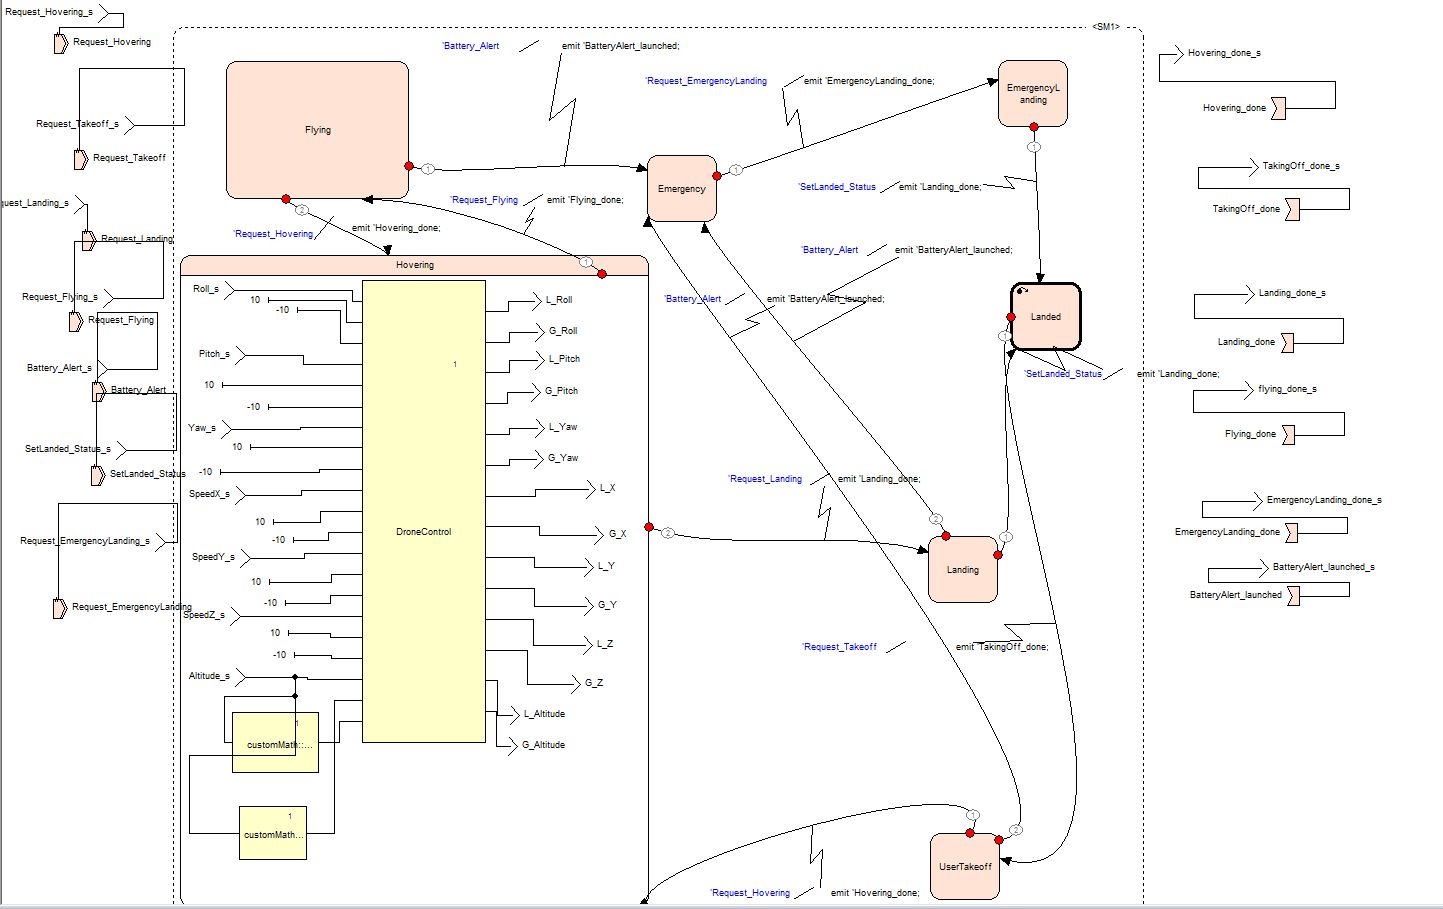 Request_Hovering_s
Request_Hovering
Request_Takeoff_s
Request_Takeoff
quest_Landing_s
Request_Landing
Request_Flying_s
Request_Flying
Battery_Alert_s
Battery_Alert
SetLanded_Status_s
SetLanded_Status
Request_EmergencyLanding_s
Request_EmergencyLanding
<SM1>
Flying
'Battery_Alert
emit 'BatteryAlert_launched;
1
2
'Request_EmergencyLanding
emit 'EmergencyLanding_done;
EmergencyL
anding
1
Emergency
1
'Request_Flying
emit 'Flying_done;
'Request_Hovering
emit 'Hovering_done;
1
'SetLanded_Status
emit 'Landing_done;
'Battery_Alert
emit 'BatteryAlert_launched;
'Battery_Alert
emit 'BatteryAlert_launched;
Landed
1
'SetLanded_Status
emit 'Landing_done;
Hovering
Roll_s
10
-10
Pitch_s
10
-10
Yaw_s
10
-10
SpeedX_s
10
-10
SpeedY_s
10
-10
SpeedZ_s
10
-10
Altitude_s
1
customMath::...
1
customMath...
1
DroneControl
L_Roll
G_Roll
L_Pitch
G_Pitch
L_Yaw
G_Yaw
L_X
G_X
L_Y
G_Y
L_Z
G_Z
L_Altitude
G_Altitude
2
'Request_Landing
emit 'Landing_done;
2
1
Landing
'Request_Takeoff
emit 'TakingOff_done;
1
2
UserTakeoff
'Request_Hovering
emit 'Hovering_done;
Hovering_done_s
Hovering_done
TakingOff_done_s
TakingOff_done
Landing_done_s
Landing_done
flying_done_s
Flying_done
EmergencyLanding_done_s
EmergencyLanding_done
BatteryAlert_launched_s
BatteryAlert_launched